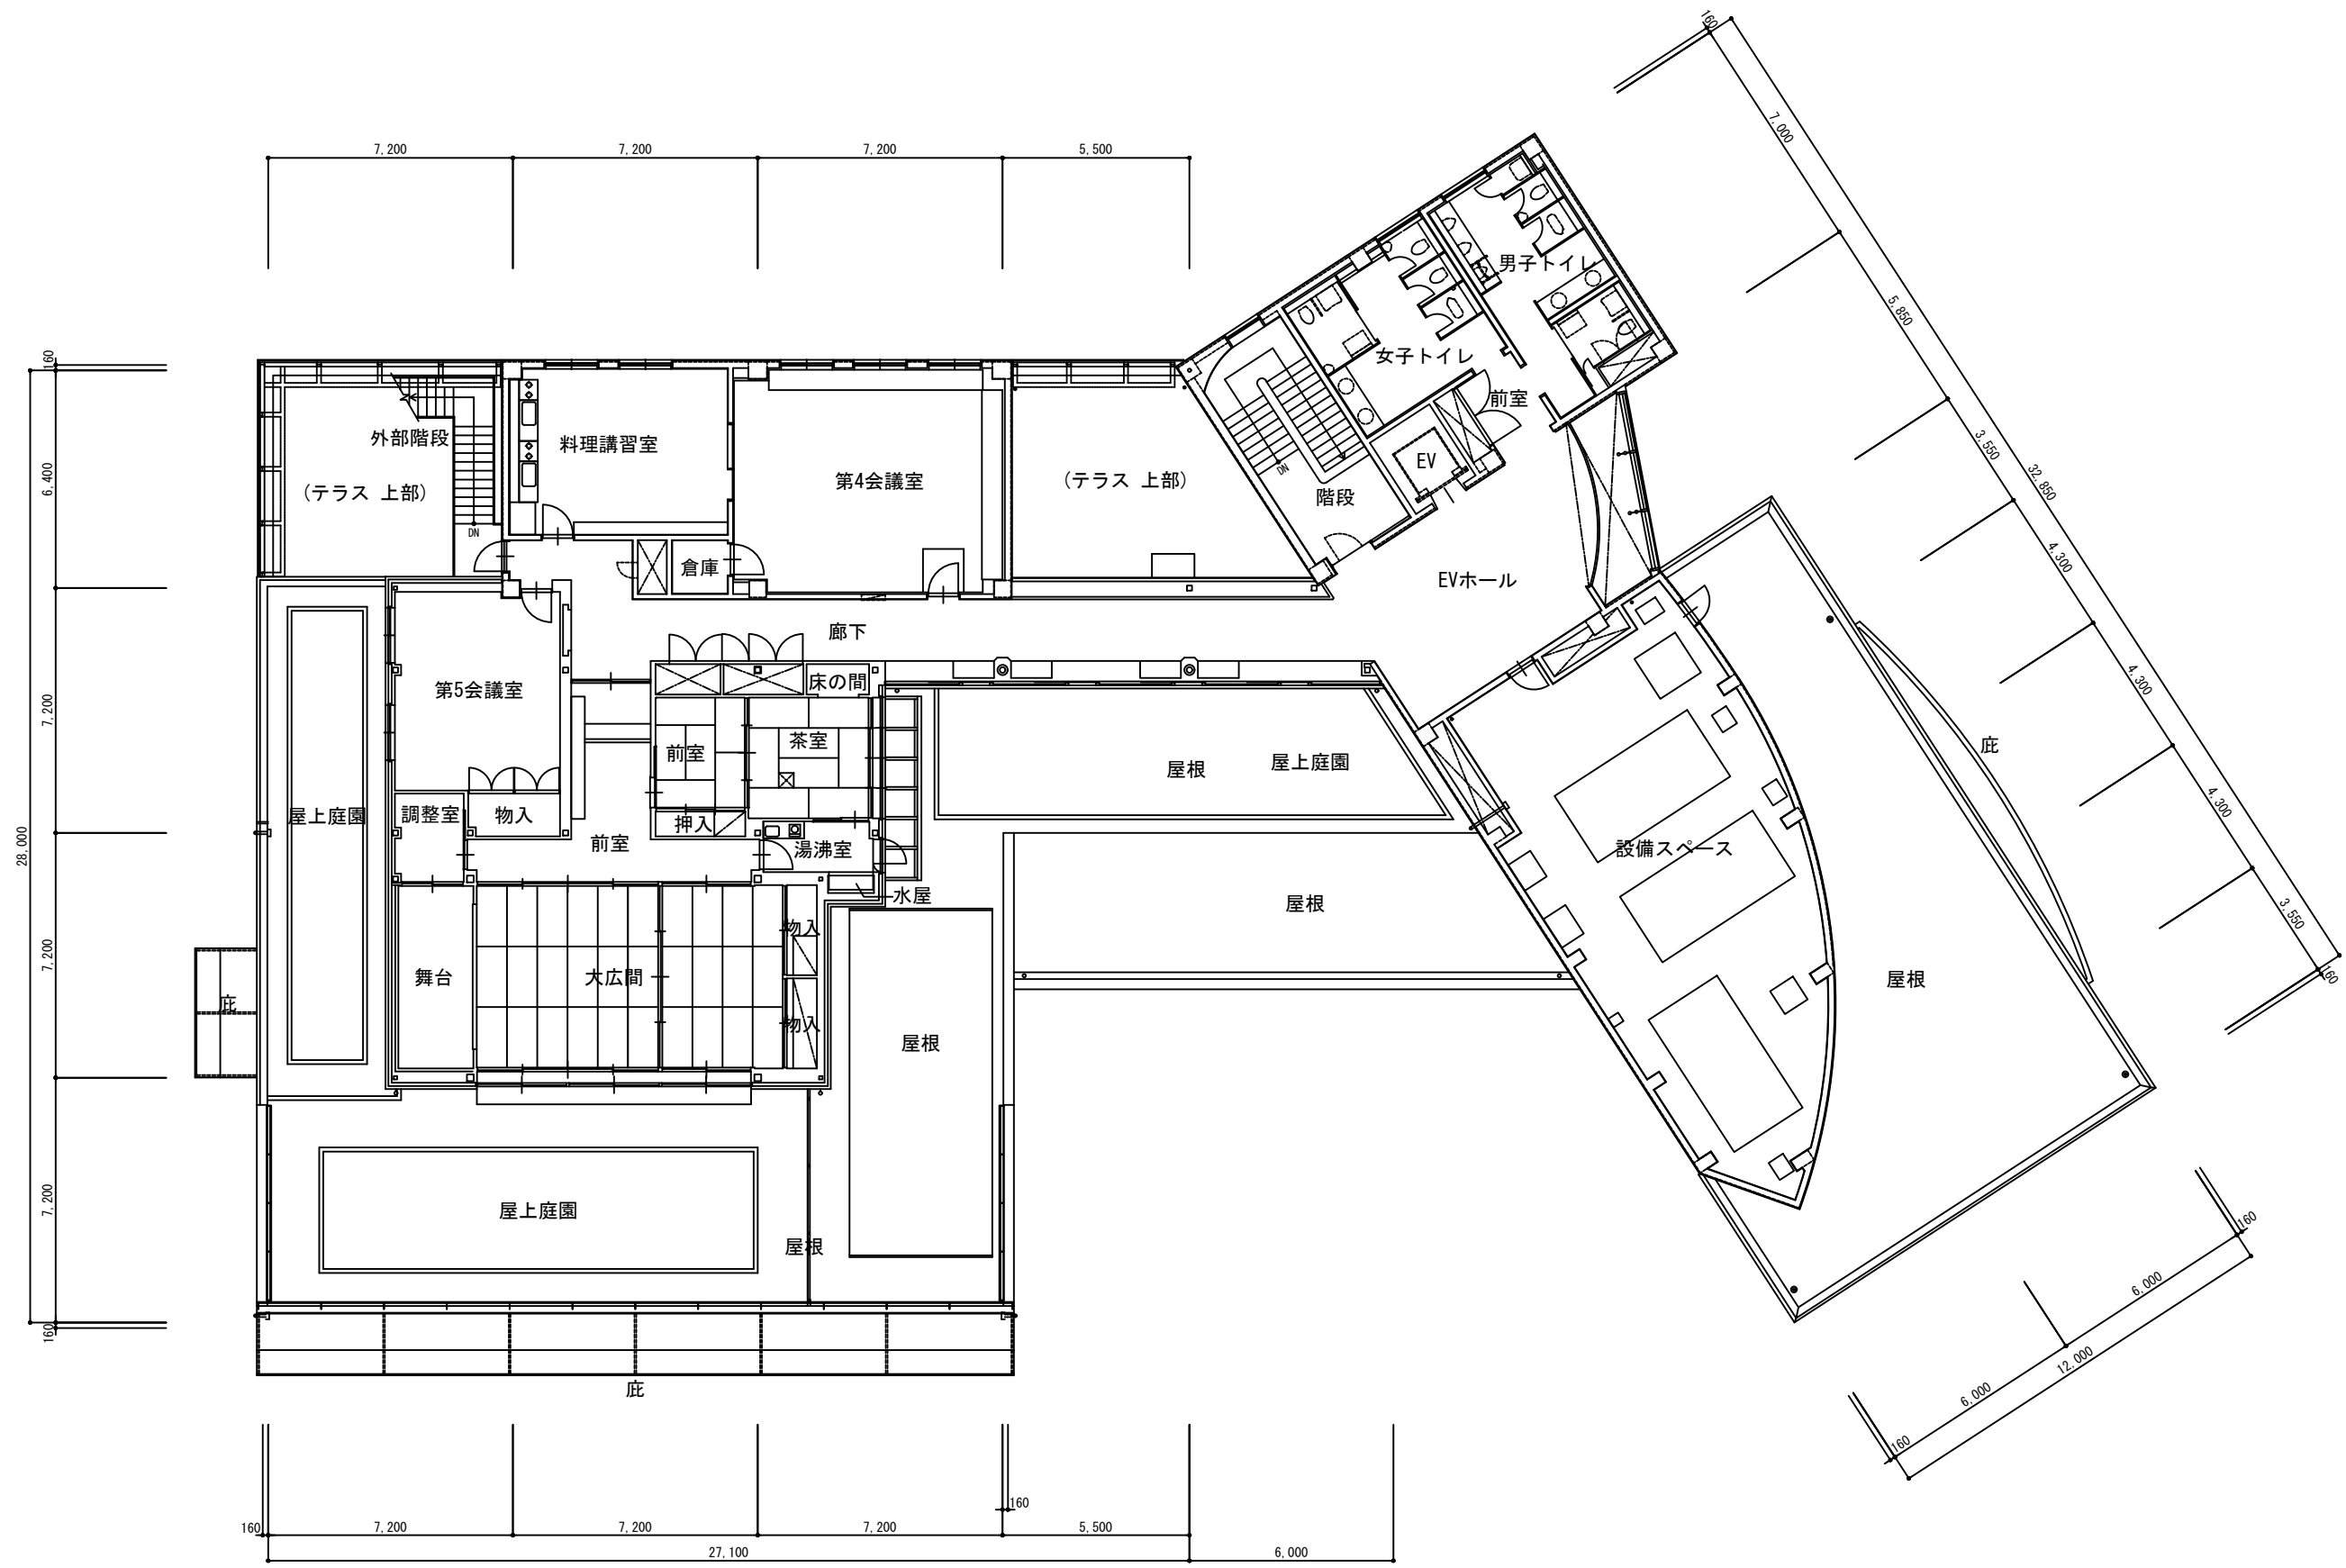 160
7,000
7,200
7,200
7,200
5,500
男子トイレ
5,850
女子トイレ
160
前室
3,550
外部階段
料理講習室
EV
32,850
6,400
(テラス 上部)
第4会議室
(テラス 上部)
DN
階段
DN
4,300
倉庫
EVホール
廊下
4,300
7,200
第5会議室
床の間
前室
茶室
屋根
屋上庭園
庇
4,300
屋上庭園
調整室
物入
押入
28,000
前室
湯沸室
設備スペース
水屋
屋根
3,550
物入
7,200
舞台
大広間
屋根
160
庇
物入
屋根
7,200
屋上庭園
160
屋根
6,000
160
12,000
庇
6,000
160
160
160
7,200
7,200
7,200
5,500
27,100
6,000